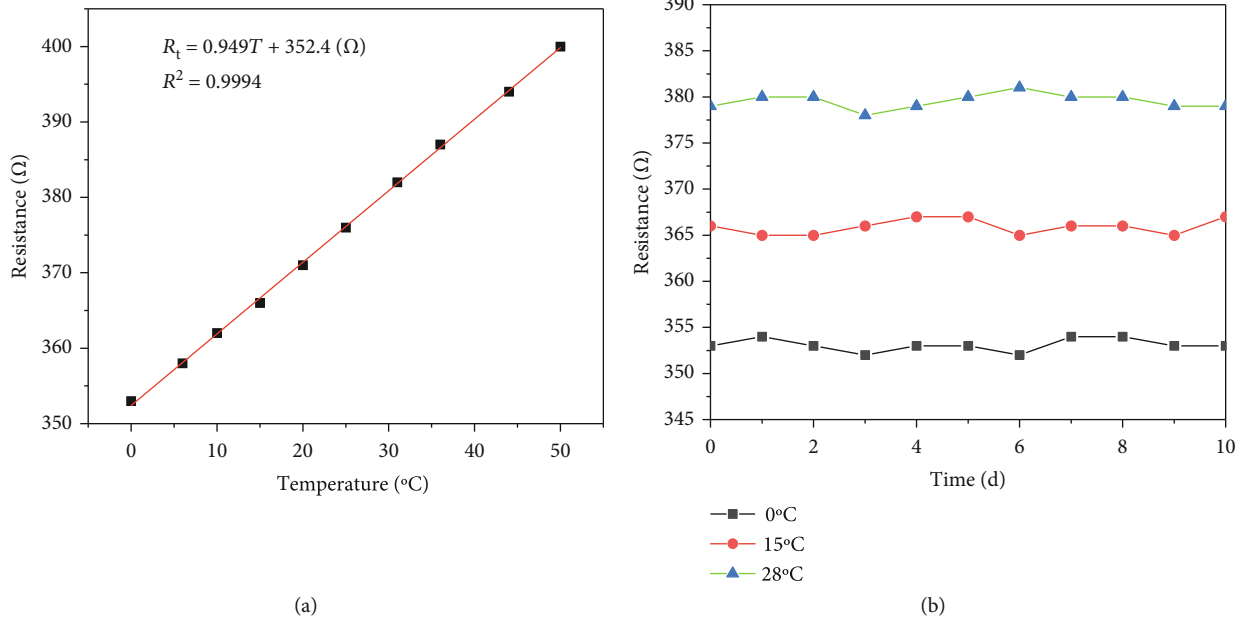 R_t = 0.949T + 352.4 (Ω)
R² = 0.9994
400
390
380
370
360
350
Resistance (Ω)
0
10
20
30
40
50
Temperature (ºC)
(a)
390
385
380
375
370
365
360
355
350
345
Resistance (Ω)
0
2
4
6
8
10
Time (d)
0ºC
15ºC
28ºC
(b)